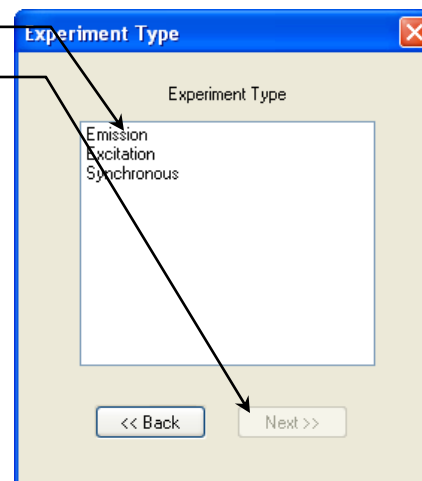 Experiment Type
Experiment Type
Emission
Excitation
Synchronous
<< Back
Next >>